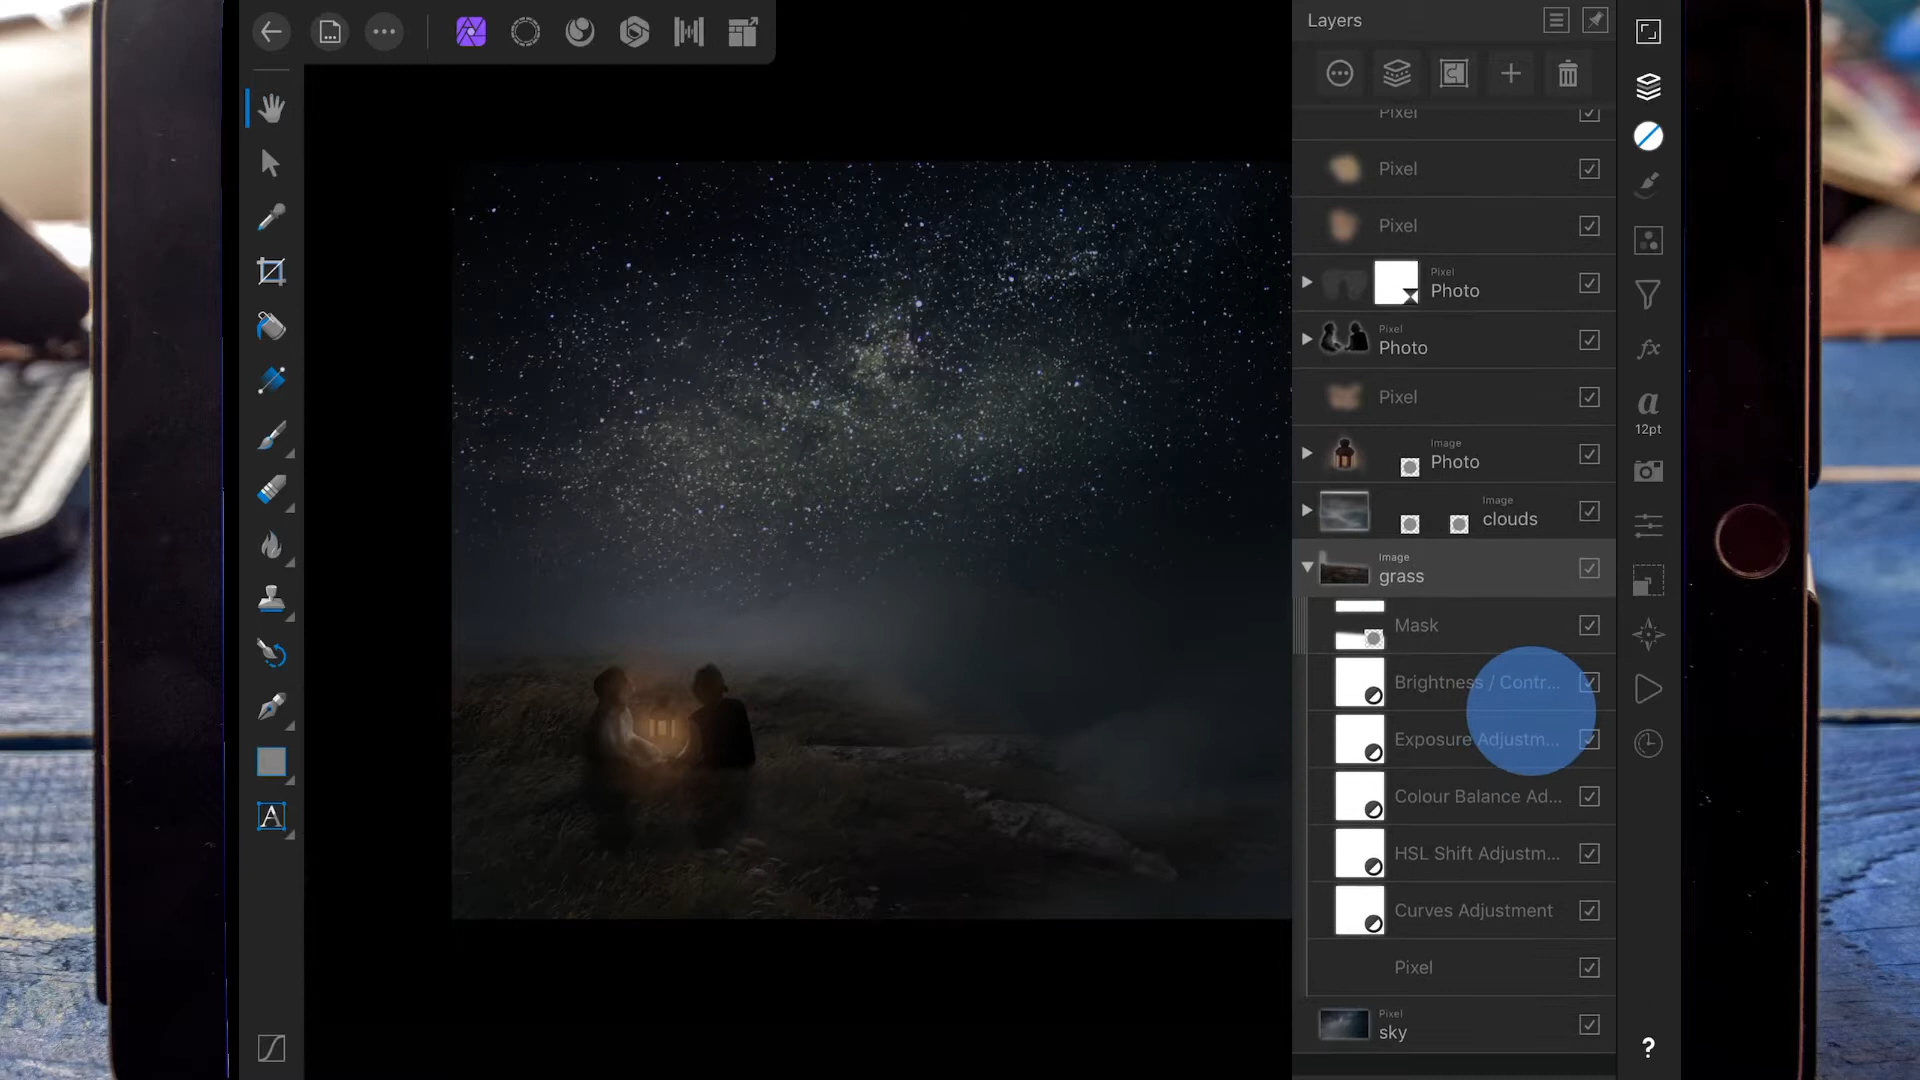 Layers
Pixel
Pixel
Pixel
Pixel
Photo
Pixel
Photo
Pixel
Image
Photo
Image
clouds
Image
grass
Mask
Brightness / Contr...
Exposure Adjustm...
Colour Balance Ad...
HSL Shift Adjustm...
Curves Adjustment
Pixel
Pixel
sky
fx
a
12pt
A
?